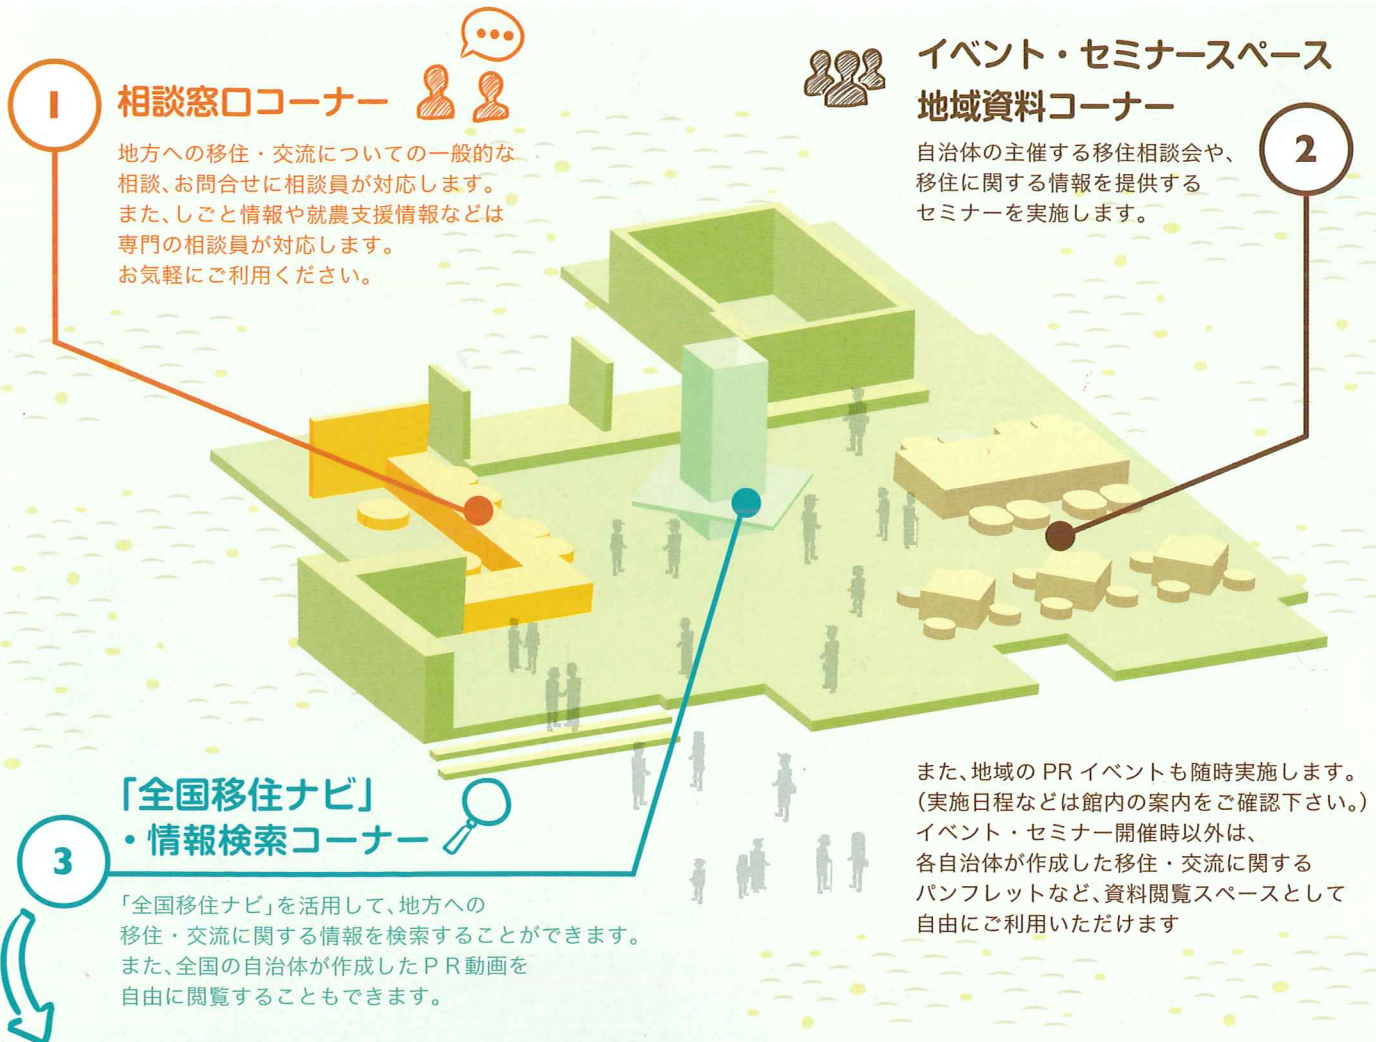 1
相談窓口コーナー
地方への移住・交流についての一般的な
相談、お問合せに相談員が対応します。
また、しごと情報や就農支援情報などは
専門の相談員が対応します。
お気軽にご利用ください。
イベント・セミナースペース
地域資料コーナー
2
自治体の主催する移住相談会や、
移住に関する情報を提供する
セミナーを実施します。
また、地域の PR イベントも随時実施します。
(実施日程などは館内の案内をご確認下さい。)
イベント・セミナー開催時以外は、
各自治体が作成した移住・交流に関する
パンフレットなど、資料閲覧スペースとして
自由にご利用いただけます
3
「全国移住ナビ」
・情報検索コーナー
「全国移住ナビ」を活用して、地方への
移住・交流に関する情報を検索することができます。
また、全国の自治体が作成したＰＲ動画を
自由に閲覧することもできます。